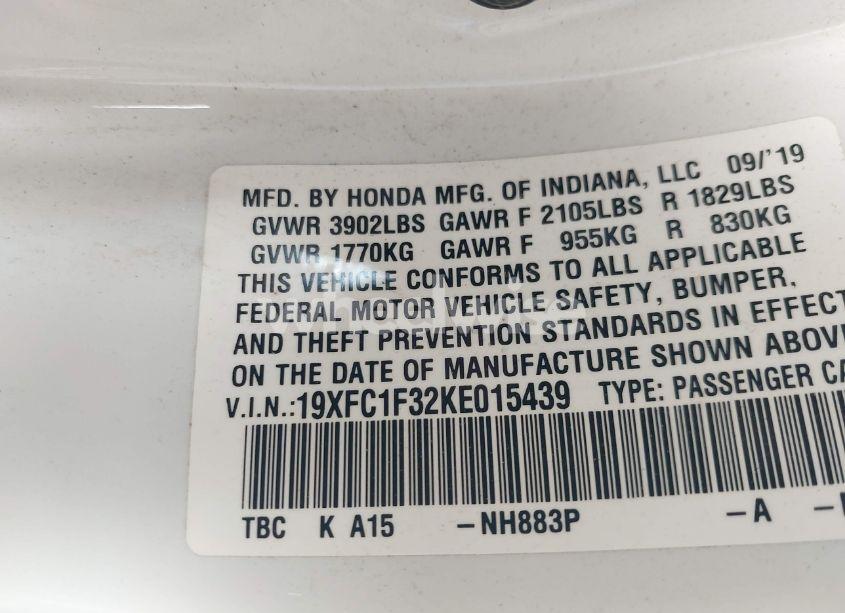 MFD. BY HONDA MFG. OF INDIANA, LLC 09/'19
GVWR 3902LBS GAWR F 2105LBS R 1829LBS
GVWR 1770KG GAWR F 955KG R 830KG
THIS VEHICLE CONFORMS TO ALL APPLICABLE
FEDERAL MOTOR VEHICLE SAFETY, BUMPER,
AND THEFT PREVENTION STANDARDS IN EFFECT
ON THE DATE OF MANUFACTURE SHOWN ABOVE
V.I.N.:19XFC1F32KE015439 TYPE: PASSENGER CA
TBC K A15 -NH883P -A -